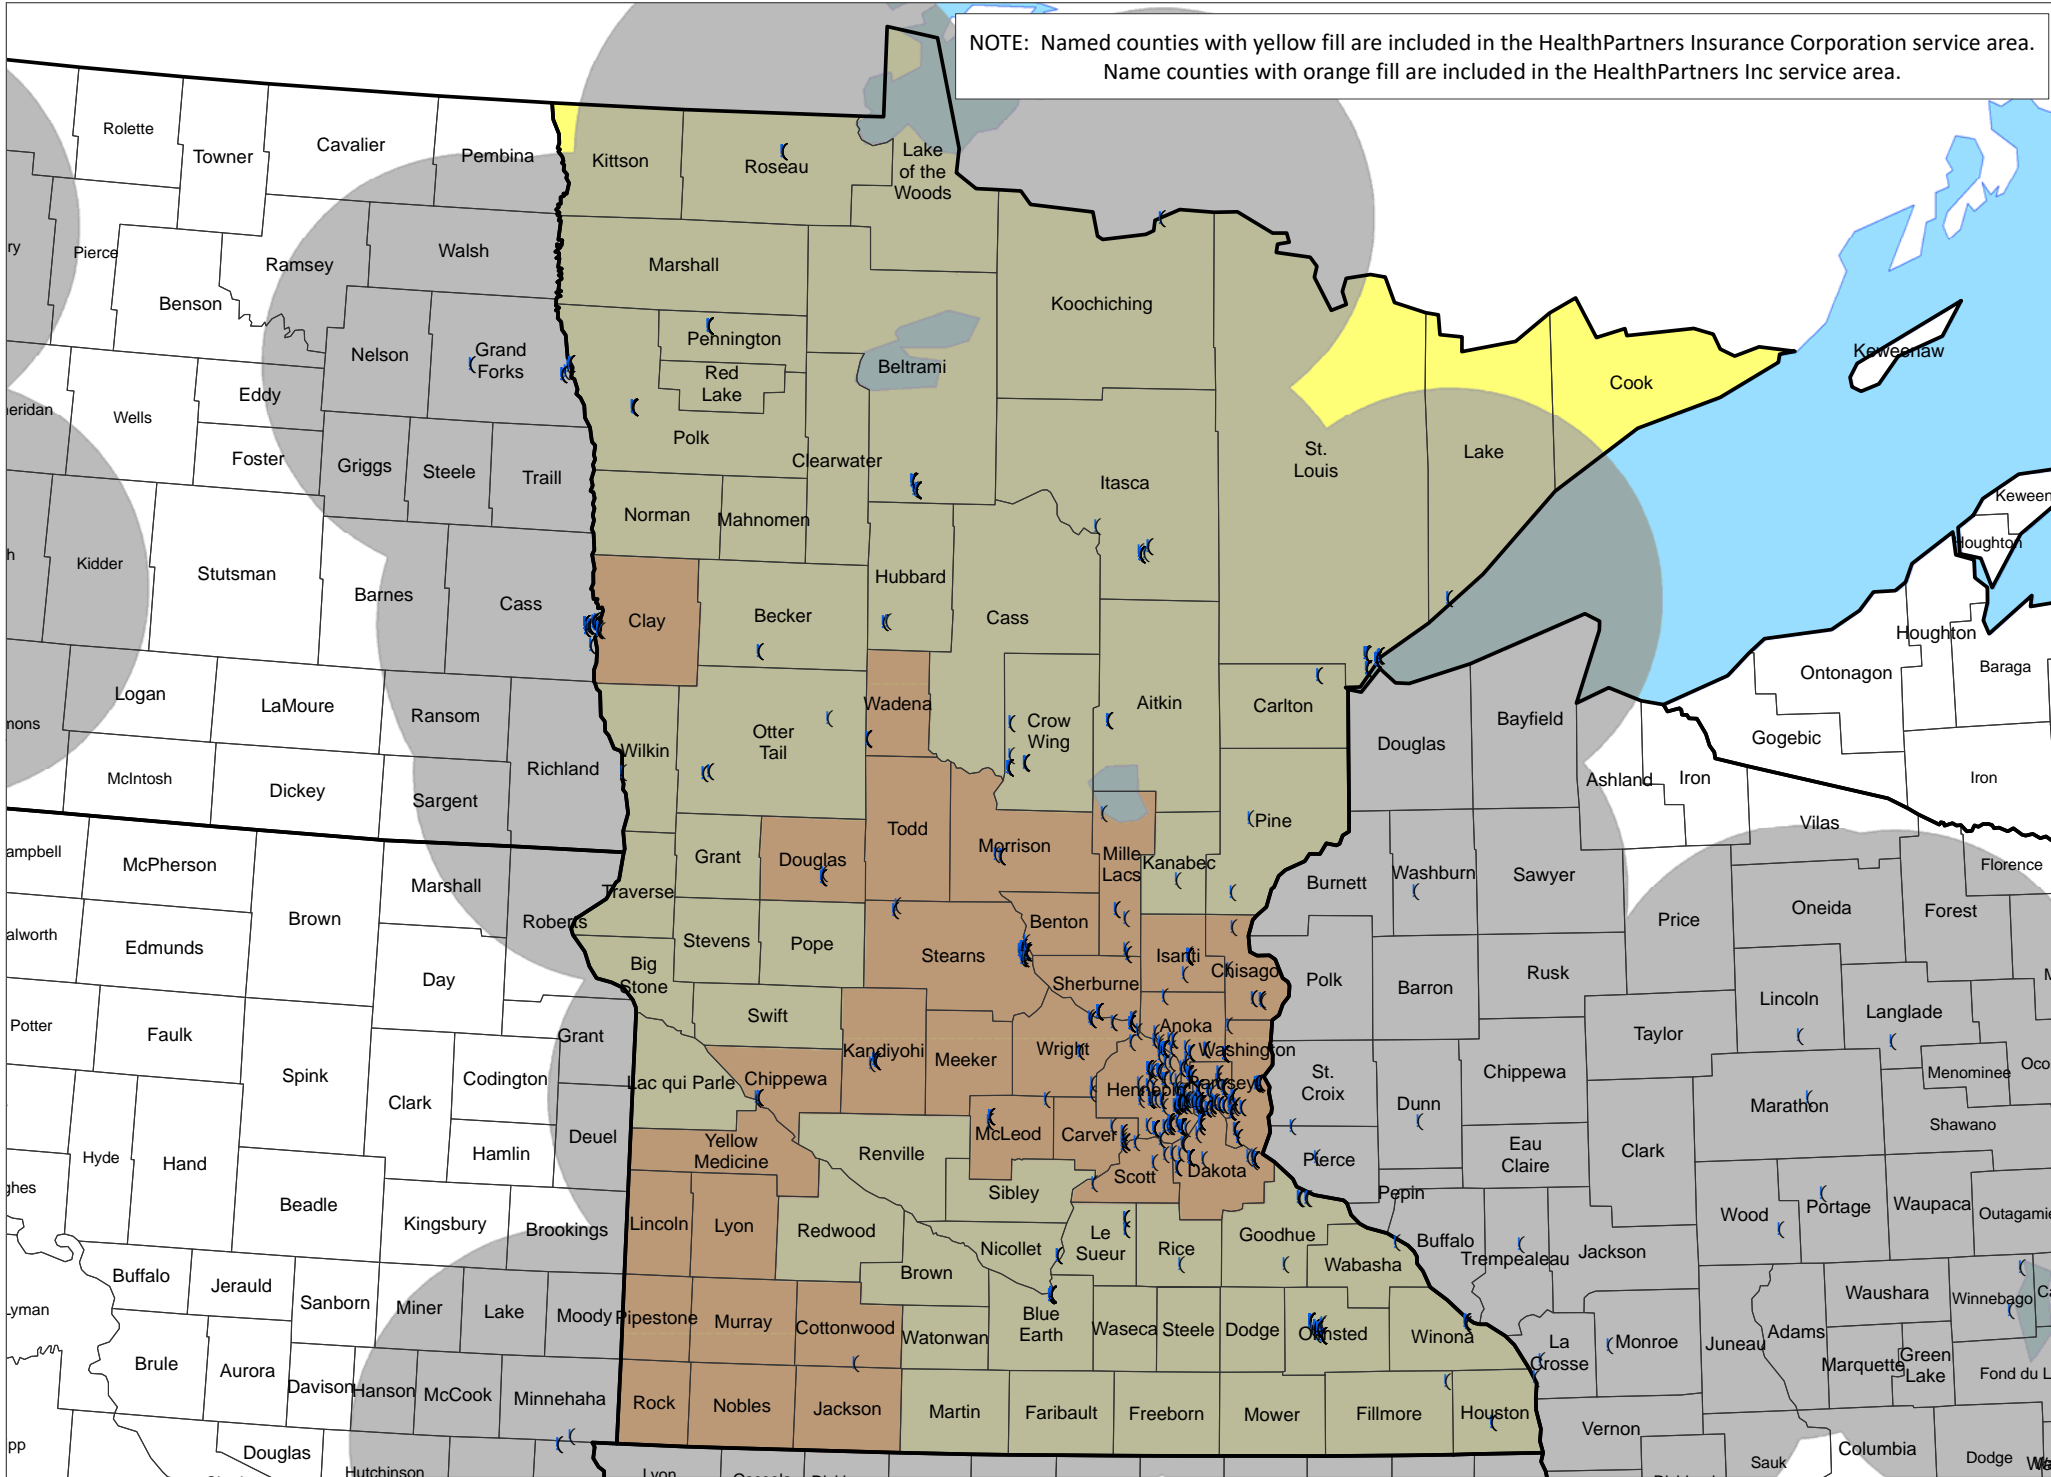 NOTE: Named counties with yellow fill are included in the HealthPartners Insurance Corporation service area.
Name counties with orange fill are included in the HealthPartners Inc service area.
Rolette
Towner
Cavalier
Pembina
Kittson
Roseau
Lake
of the
Woods
Pierce
Ramsey
Walsh
Marshall
Benson
Koochiching
Nelson
Grand
Forks
Pennington
Red
Lake
Beltrami
Keweenaw
Cook
Eddy
Wells
Polk
Foster
Griggs
Steele
Traill
Clearwater
St.
Louis
Lake
Itasca
Keween
Norman
Mahnomen
Houghton
Kidder
Stutsman
Barnes
Cass
Clay
Becker
Hubbard
Cass
Houghton
Baraga
Ontonagon
Logan
LaMoure
Ransom
Wadena
Aitkin
Carlton
Bayfield
Crow
Wing
Otter
Tail
Wilkin
Douglas
Gogebic
McIntosh
Dickey
Sargent
Richland
Ashland
Iron
Iron
Todd
Pine
Vilas
ampbell
McPherson
Marshall
Grant
Douglas
Morrison
Mille
Lacs
Kanabec
Burnett
Washburn
Sawyer
Florence
Traverse
Brown
Roberts
Benton
Price
Oneida
Forest
alworth
Edmunds
Stevens
Pope
Stearns
Isanti
Chisago
Day
Big
Stone
Sherburne
Polk
Barron
Rusk
Lincoln
Langlade
Potter
Faulk
Grant
Swift
Anoka
Taylor
Kandiyohi
Meeker
Wright
Washington
Spink
Codington
Lac qui Parle
Chippewa
Hennepin
Ramsey
St.
Croix
Chippewa
Menominee
Oco
Clark
Dunn
Marathon
Shawano
Hyde
Hand
Hamlin
Deuel
Yellow
Medicine
Renville
McLeod
Carver
Scott
Dakota
Pierce
Eau
Claire
Clark
ghes
Beadle
Sibley
Pepin
Kingsbury
Brookings
Lincoln
Lyon
Redwood
Nicollet
Le
Sueur
Rice
Goodhue
Wabasha
Buffalo
Trempealeau
Jackson
Wood
Portage
Waupaca
Outagamie
Buffalo
Jerauld
Sanborn
Miner
Lake
Moody
Pipestone
Murray
Cottonwood
Brown
Watonwan
Blue
Earth
Waseca
Steele
Dodge
Olmsted
Winona
La
Crosse
Monroe
Juneau
Adams
Waushara
Winnebago
Ca
Marquette
Green
Lake
Fond du L
Lyman
Brule
Aurora
Davison
Hanson
McCook
Minnehaha
Rock
Nobles
Jackson
Martin
Faribault
Freeborn
Mower
Fillmore
Houston
Vernon
Columbia
Dodge
Sauk
Douglas
Hutchinson